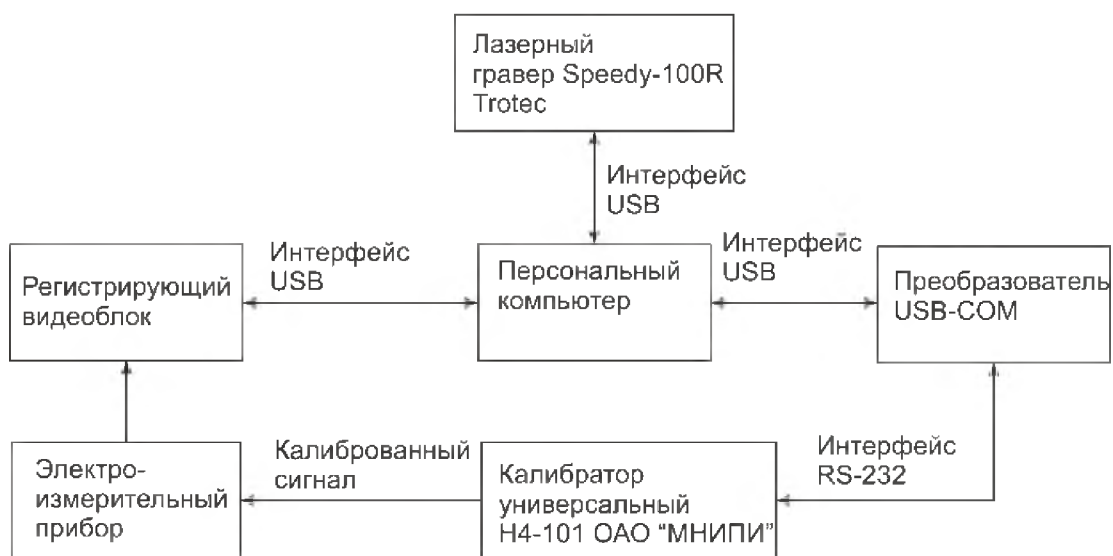 Лазерный
гравер Speedy-100R
Trotec
Интерфейс
USB
Регистрирующий
видеоблок
Интерфейс
USB
Персональный
компьютер
Интерфейс
USB
Преобразователь
USB-COM
Электро-
измерительный
прибор
Калиброванный
сигнал
Калибратор
универсальный
Н4-101 ОАО “МНИПИ”
Интерфейс
RS-232